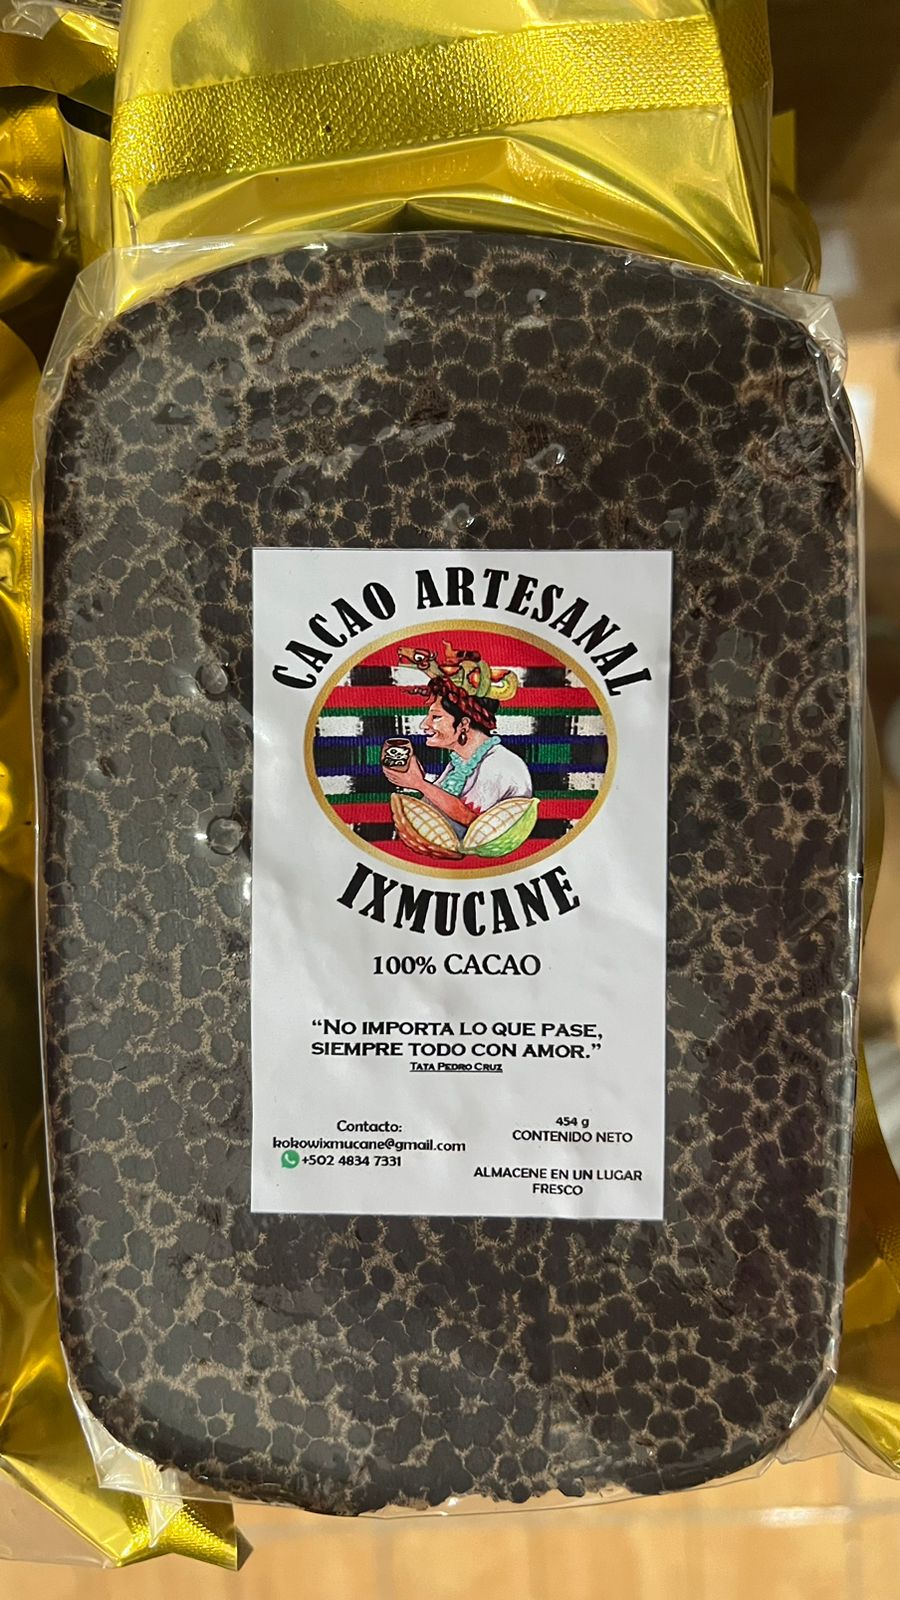 CACAO ARTESANAL
IXMUCANE
100% CACAO
“NO IMPORTA LO QUE PASE,
SIEMPRE TODO CON AMOR.”
TATA PEDRO CRUZ
Contacto:
kokowixmucane@gmail.com
+502 4834 7331
454 g
CONTENIDO NETO
ALMACENE EN UN LUGAR
FRESCO